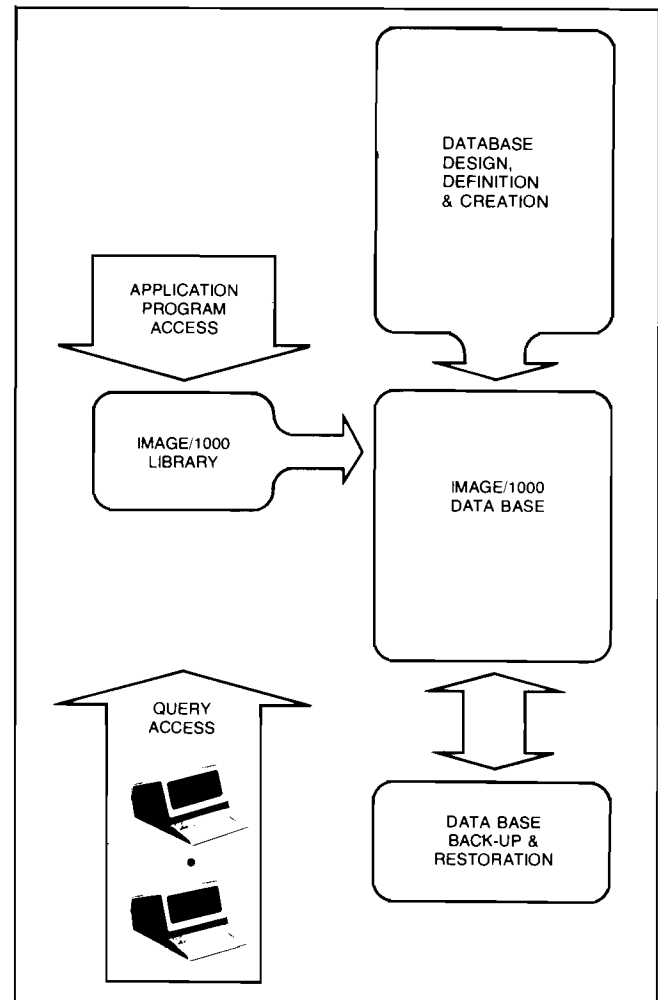 DATABASE
DESIGN,
DEFINITION
& CREATION
APPLICATION
PROGRAM
ACCESS
IMAGE/1000
LIBRARY
IMAGE/1000
DATA BASE
QUERY
ACCESS
DATA BASE
BACK-UP &
RESTORATION